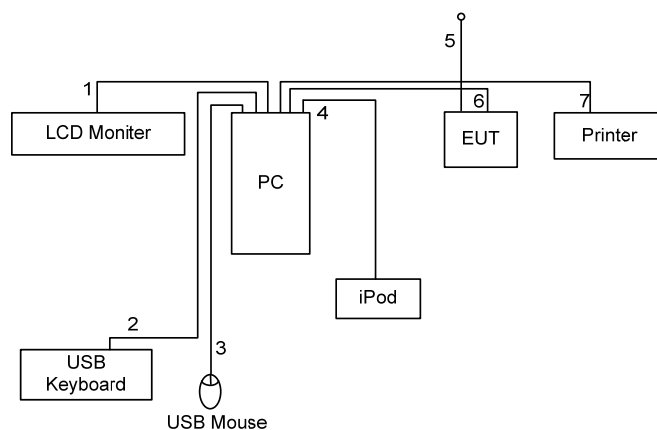 5
1
6
7
4
LCD Moniter
EUT
Printer
PC
iPod
2
3
USB
Keyboard
USB Mouse